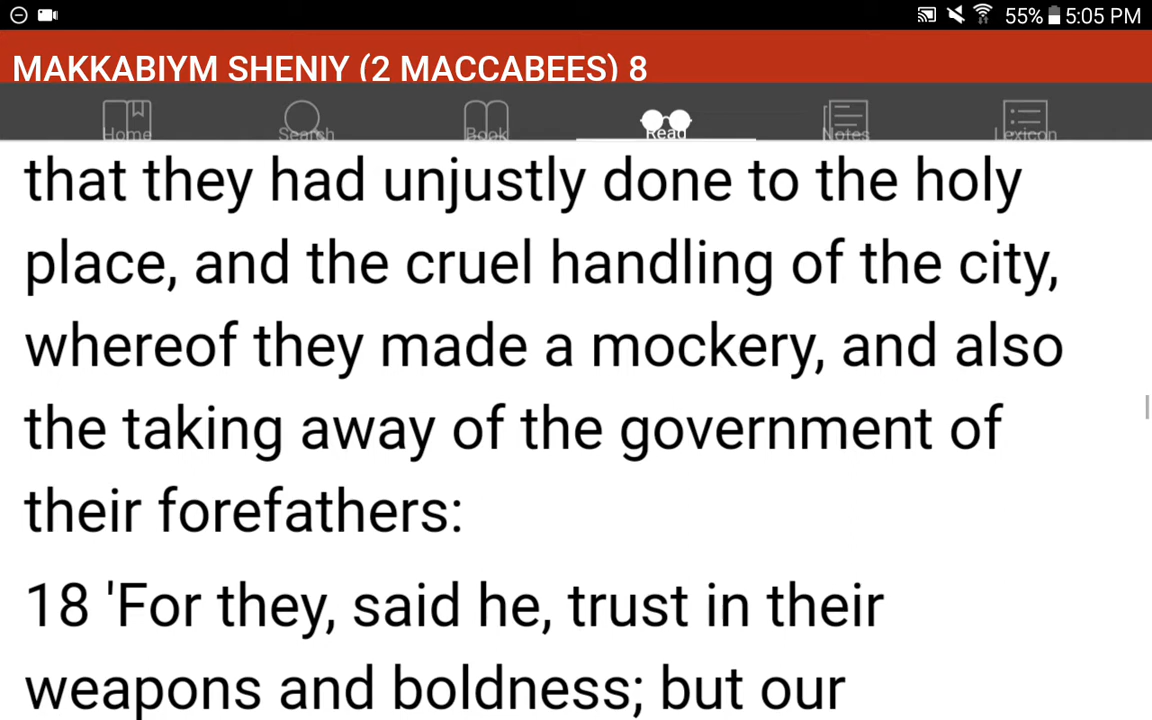 55% 5:05 PM
MAKKABIYM SHENIY (2 MACCABEES) 8
Home Search Book Read Notes Lexicon
that they had unjustly done to the holy
place, and the cruel handling of the city,
whereof they made a mockery, and also
the taking away of the government of
their forefathers:
18 'For they, said he, trust in their
weapons and boldness; but our